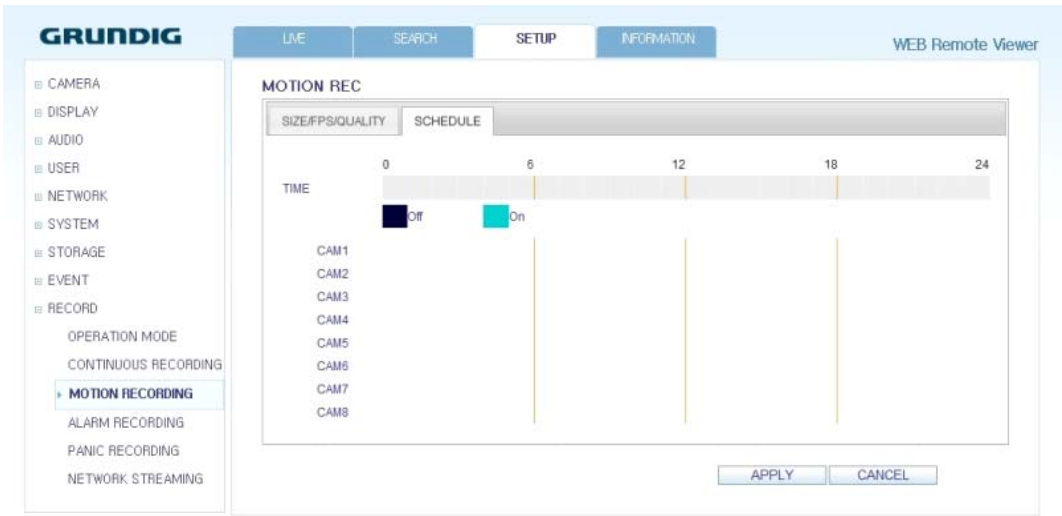 GRUNDIG
LIVE
SEARCH
SETUP
INFORMATION
WEB Remote Viewer
CAMERA
DISPLAY
AUDIO
USER
NETWORK
SYSTEM
STORAGE
EVENT
RECORD
OPERATION MODE
CONTINUOUS RECORDING
MOTION RECORDING
ALARM RECORDING
PANIC RECORDING
NETWORK STREAMING
MOTION REC
SIZE/FPS/QUALITY
SCHEDULE
0 6 12 18 24
TIME
Off On
CAM1
CAM2
CAM3
CAM4
CAM5
CAM6
CAM7
CAM8
APPLY CANCEL